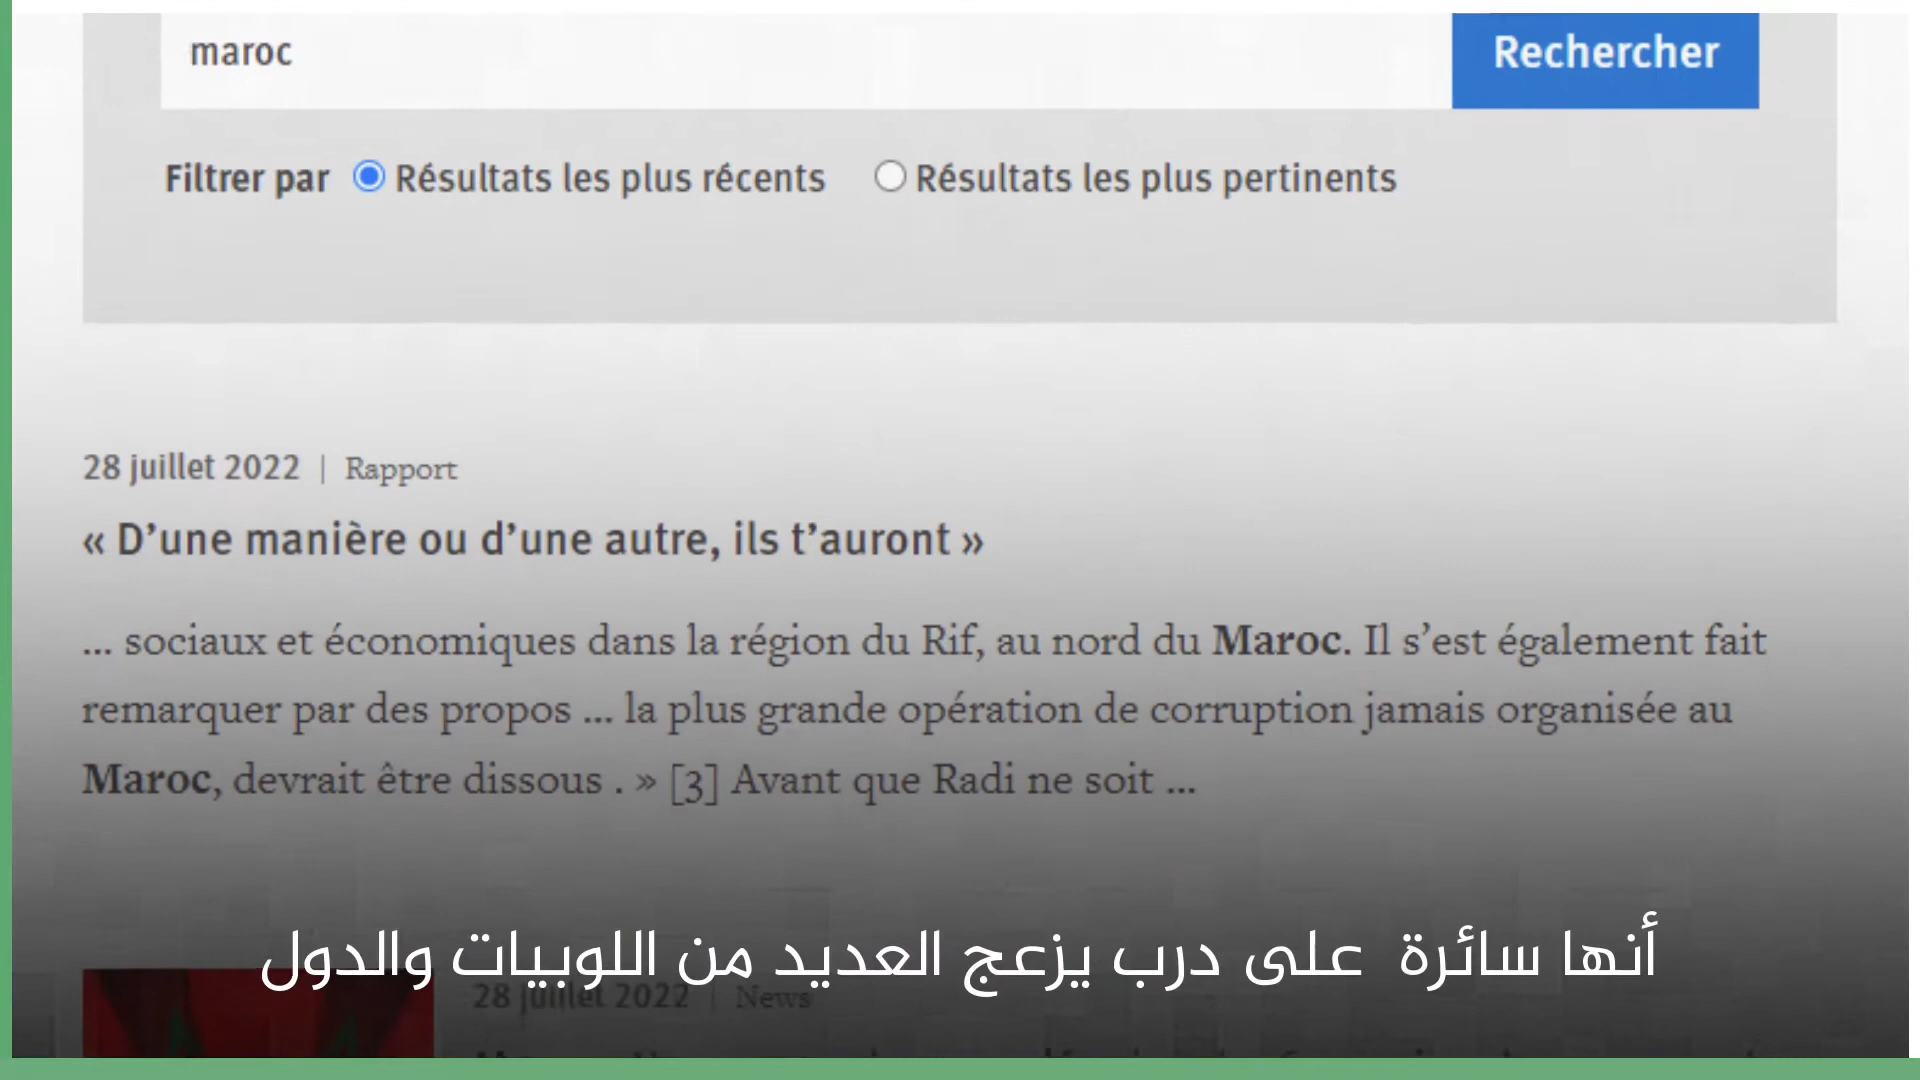 maroc
Rechercher
Filtrer par Résultats les plus récents Résultats les plus pertinents
28 juillet 2022 | Rapport
« D’une manière ou d’une autre, ils t’auront »
... sociaux et économiques dans la région du Rif, au nord du Maroc. Il s’est également fait
remarquer par des propos ... la plus grande opération de corruption jamais organisée au
Maroc, devrait être dissous . » [3] Avant que Radi ne soit ...
أنها سائرة على درب يزعج العديد من اللوبيات والدول
28 juillet 2022 | News